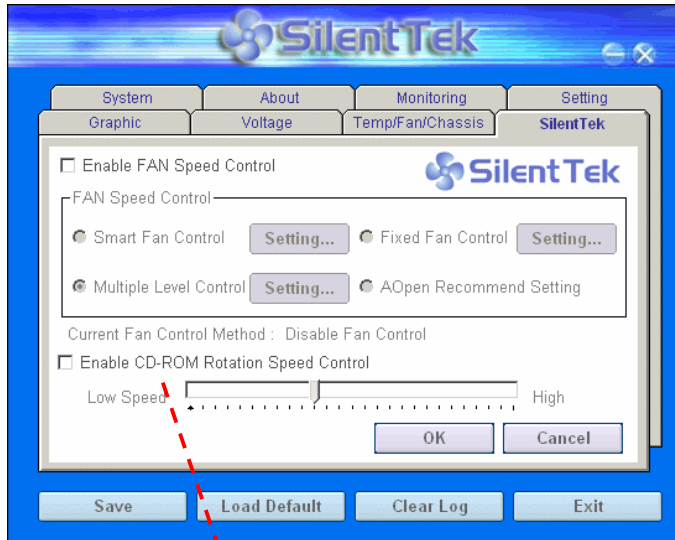 SilentTek
System About Monitoring Setting
Graphic Voltage Temp/Fan/Chassis SilentTek
Enable FAN Speed Control
SilentTek
FAN Speed Control
Smart Fan Control Setting... Fixed Fan Control Setting...
Multiple Level Control Setting... AOpen Recommend Setting
Current Fan Control Method : Disable Fan Control
Enable CD-ROM Rotation Speed Control
Low Speed High
OK Cancel
Save Load Default Clear Log Exit